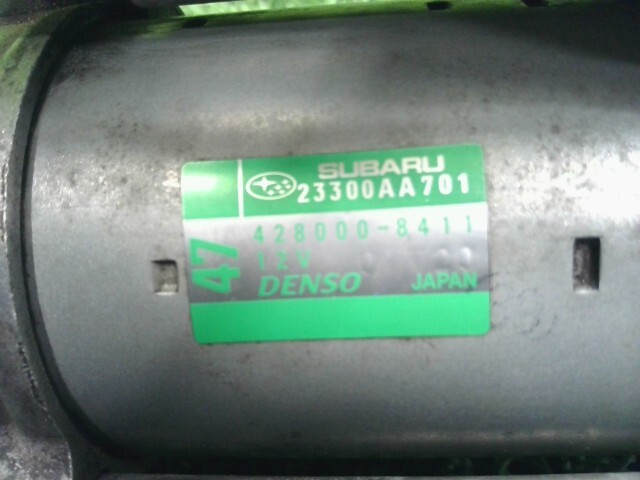 SUBARU
23300AA701
47
428000-8411
12V
DENSO JAPAN